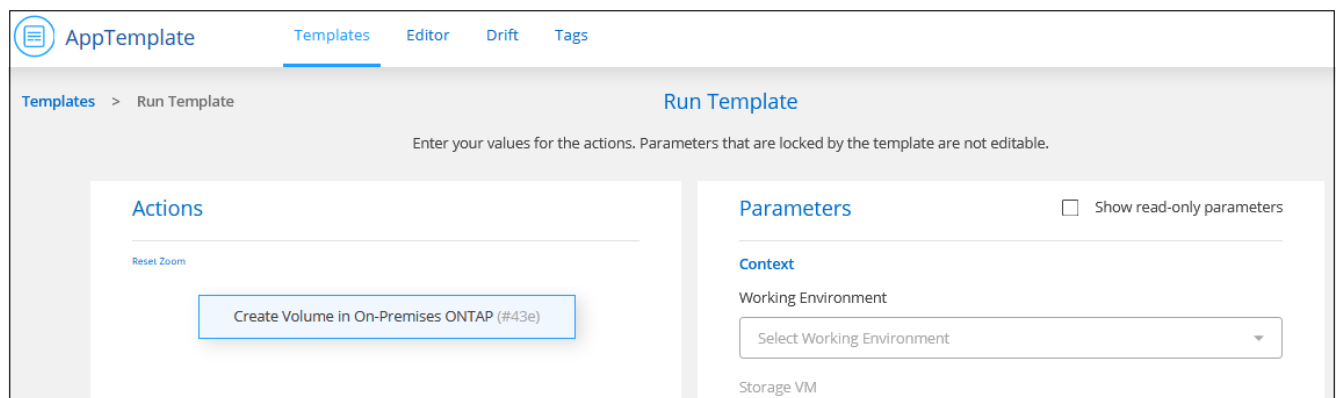 AppTemplate Templates Editor Drift Tags
Templates > Run Template
Run Template
Enter your values for the actions. Parameters that are locked by the template are not editable.
Actions
Reset Zoom
Create Volume in On-Premises ONTAP (#43e)
Parameters
Show read-only parameters
Context
Working Environment
Select Working Environment
Storage VM